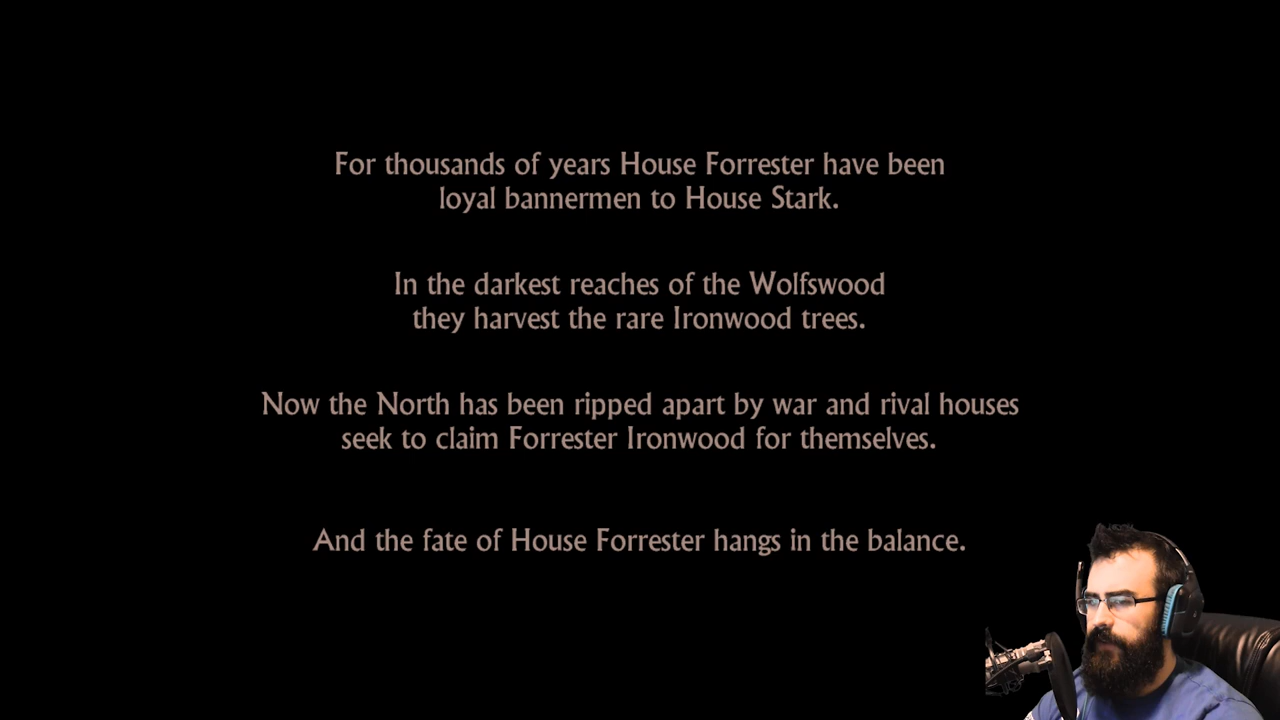 For thousands of years House Forrester have been
loyal bannermen to House Stark.
In the darkest reaches of the Wolfswood
they harvest the rare Ironwood trees.
Now the North has been ripped apart by war and rival houses
seek to claim Forrester Ironwood for themselves.
And the fate of House Forrester hangs in the balance.